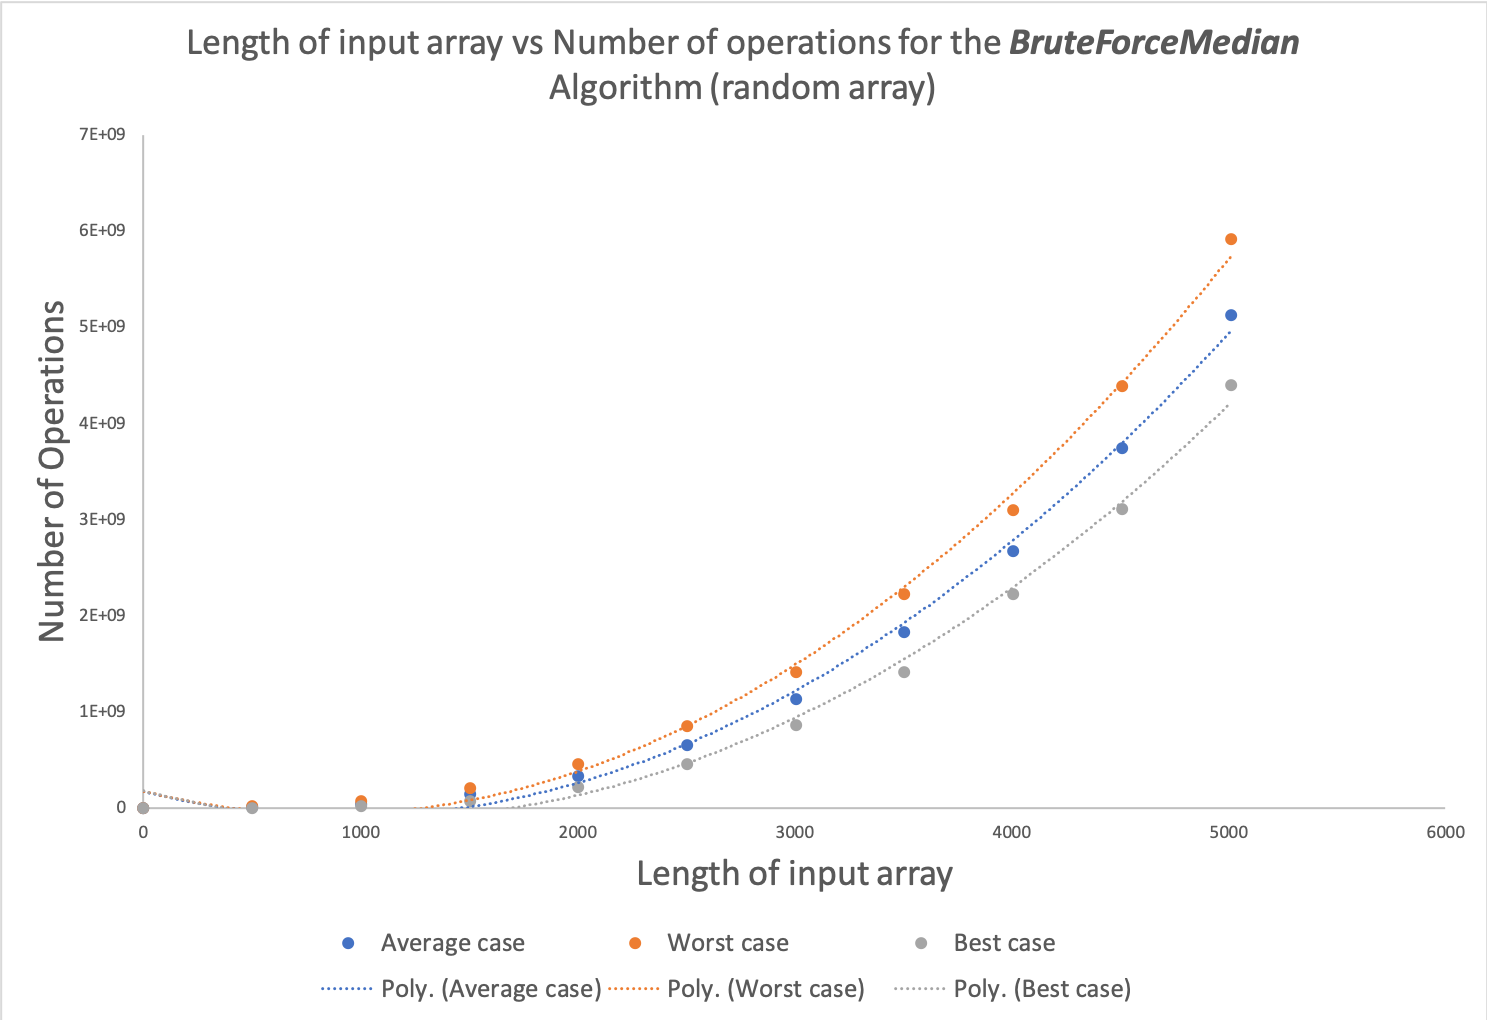 Length of input array vs Number of operations for the BruteForceMedian
Algorithm (random array)
7E+09
6E+09
5E+09
4E+09
3E+09
2E+09
1E+09
0
Number of Operations
0 1000 2000 3000 4000 5000 6000
Length of input array
Average case Worst case Best case
Poly. (Average case) Poly. (Worst case) Poly. (Best case)